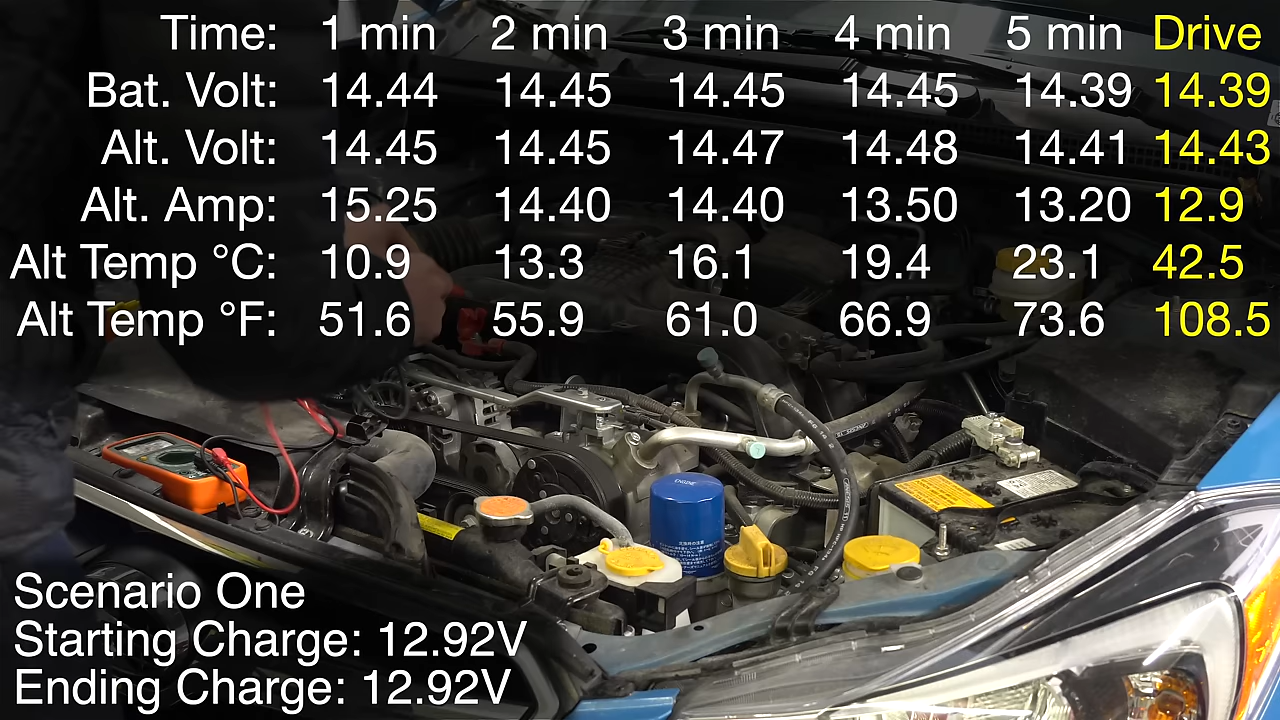 Time: 1 min 2 min 3 min 4 min 5 min Drive
Bat. Volt: 14.44 14.45 14.45 14.45 14.39 14.39
Alt. Volt: 14.45 14.45 14.47 14.48 14.41 14.43
Alt. Amp: 15.25 14.40 14.40 13.50 13.20 12.9
Alt Temp °C: 10.9 13.3 16.1 19.4 23.1 42.5
Alt Temp °F: 51.6 55.9 61.0 66.9 73.6 108.5
ENGINE
Scenario One
Starting Charge: 12.92V
Ending Charge: 12.92V